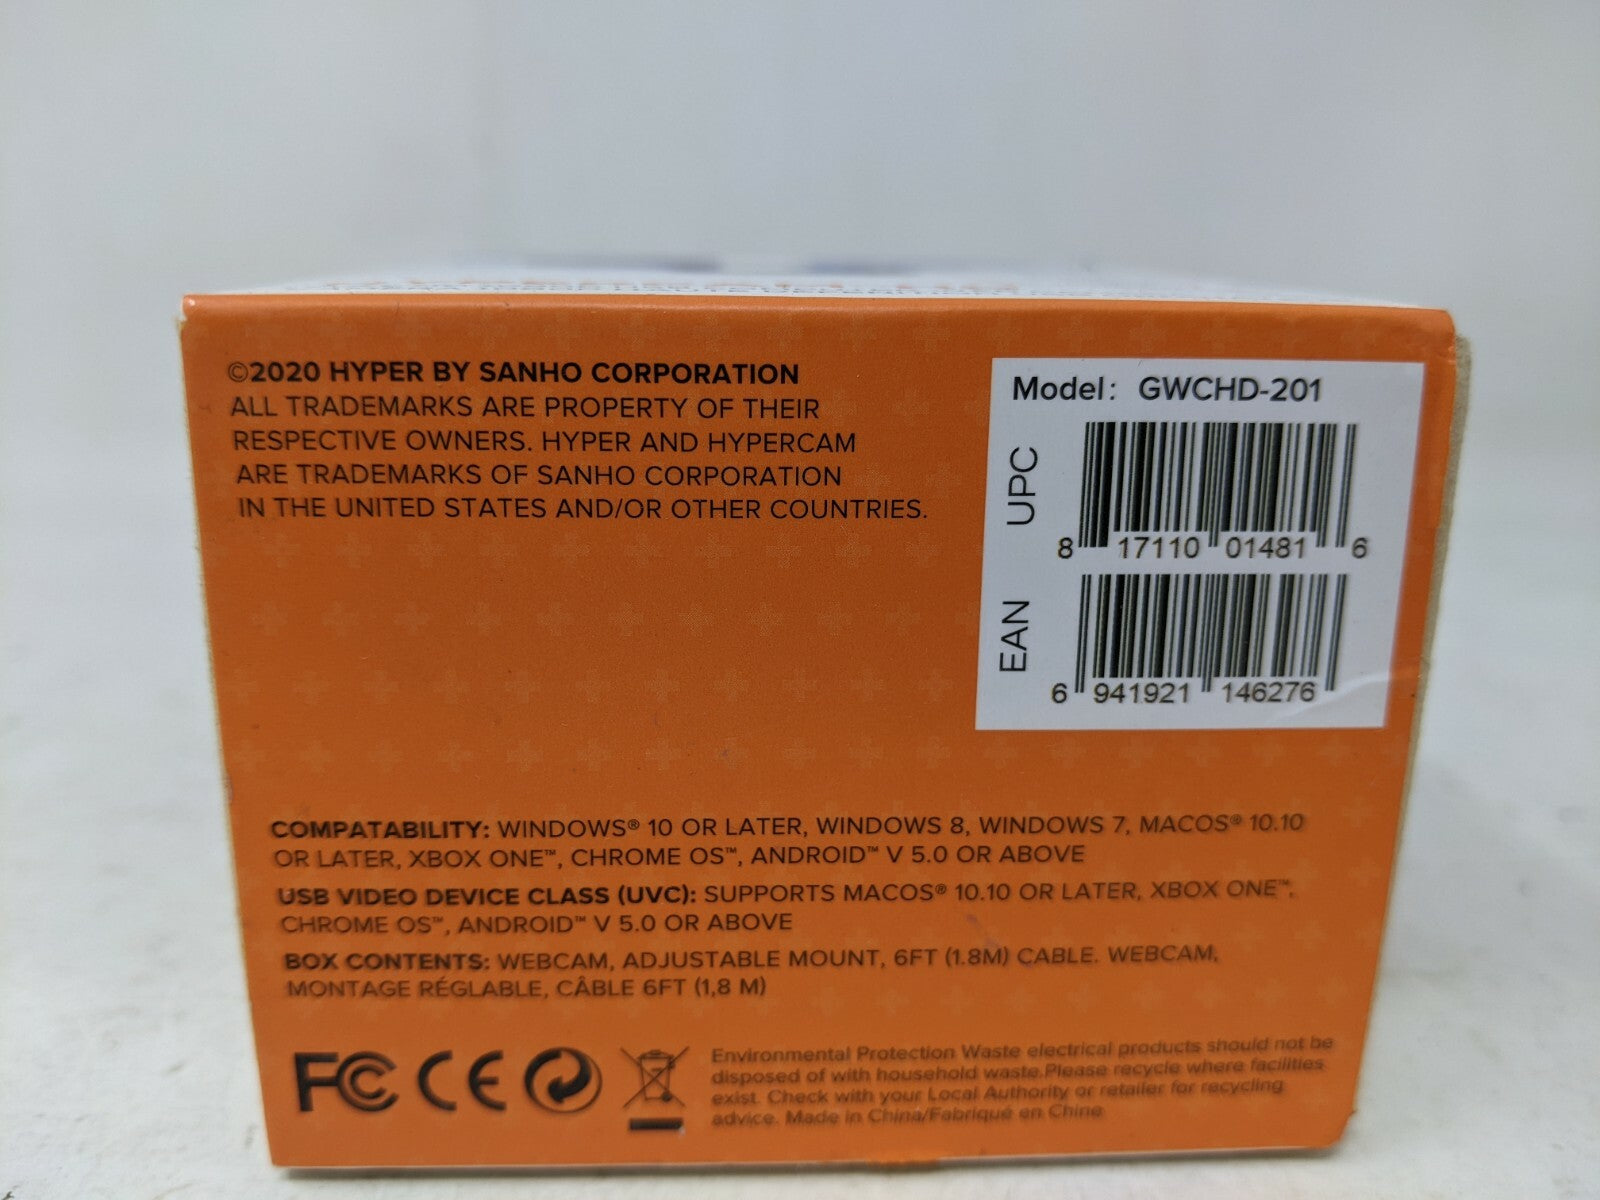 ©2020 HYPER BY SANHO CORPORATION
ALL TRADEMARKS ARE PROPERTY OF THEIR
RESPECTIVE OWNERS. HYPER AND HYPERCAM
ARE TRADEMARKS OF SANHO CORPORATION
IN THE UNITED STATES AND/OR OTHER COUNTRIES.
Model: GWCHD-201
UPC
8 17110 01481 6
EAN
6 941921 146276
COMPATABILITY: WINDOWS® 10 OR LATER, WINDOWS 8, WINDOWS 7, MACOS® 10.10
OR LATER, XBOX ONE™, CHROME OS™, ANDROID™ V 5.0 OR ABOVE
USB VIDEO DEVICE CLASS (UVC): SUPPORTS MACOS® 10.10 OR LATER, XBOX ONE™,
CHROME OS™, ANDROID™ V 5.0 OR ABOVE
BOX CONTENTS: WEBCAM, ADJUSTABLE MOUNT, 6FT (1.8M) CABLE. WEBCAM,
MONTAGE RÉGLABLE, CÂBLE 6FT (1,8 M)
FC CE
Environmental Protection Waste electrical products should not be
disposed of with household waste.Please recycle where facilities
exist. Check with your Local Authority or retailer for recycling
advice. Made in China/Fabriqué en Chine